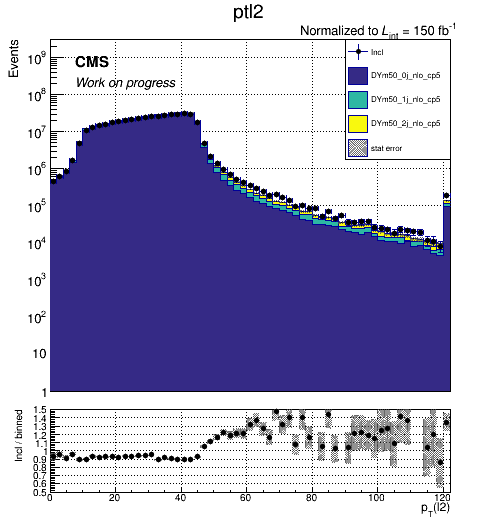 ptl2
Normalized to L_int = 150 fb^-1
Events
10^9
10^8
10^7
10^6
10^5
10^4
10^3
10^2
10
1
CMS
Work on progress
Incl
DYm50_0j_nlo_cp5
DYm50_1j_nlo_cp5
DYm50_2j_nlo_cp5
stat error
Incl / binned
1.5
1.4
1.3
1.2
1.1
1
0.9
0.8
0.7
0.6
0.5
0 20 40 60 80 100 120
p_T(l2)